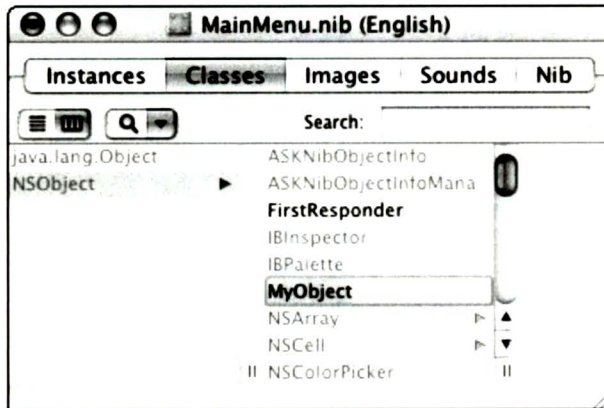 MainMenu.nib (English)
Instances Classes Images Sounds Nib
Search:
java.lang.Object
NSObject
ASKNibObjectInfo
ASKNibObjectInfoMana
FirstResponder
IBInspector
IBPalette
MyObject
NSArray
NSCell
NSColorPicker